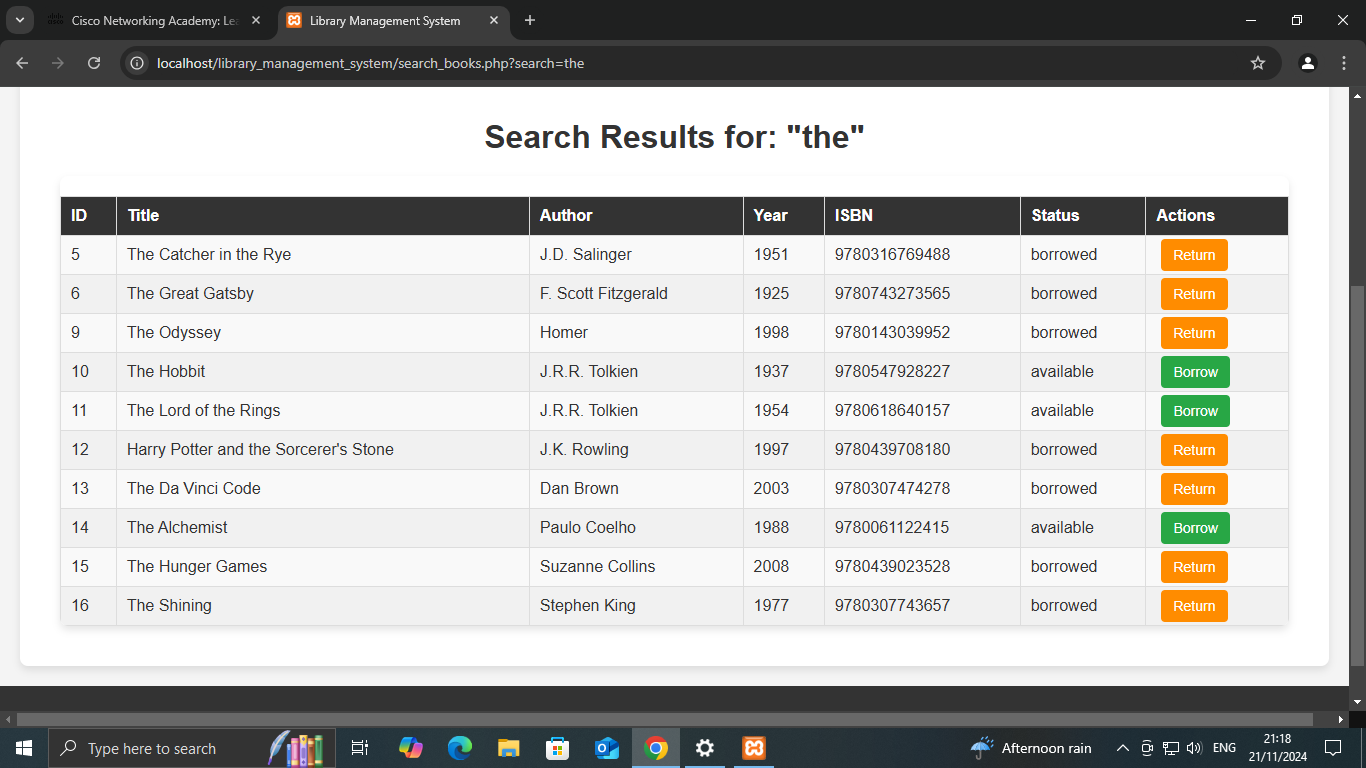 Cisco Networking Academy: Le
Library Management System
localhost/library_management_system/search_books.php?search=the
Search Results for: "the"
ID Title Author Year ISBN Status Actions
5 The Catcher in the Rye J.D. Salinger 1951 9780316769488 borrowed Return
6 The Great Gatsby F. Scott Fitzgerald 1925 9780743273565 borrowed Return
9 The Odyssey Homer 1998 9780143039952 borrowed Return
10 The Hobbit J.R.R. Tolkien 1937 9780547928227 available Borrow
11 The Lord of the Rings J.R.R. Tolkien 1954 9780618640157 available Borrow
12 Harry Potter and the Sorcerer's Stone J.K. Rowling 1997 9780439708180 borrowed Return
13 The Da Vinci Code Dan Brown 2003 9780307474278 borrowed Return
14 The Alchemist Paulo Coelho 1988 9780061122415 available Borrow
15 The Hunger Games Suzanne Collins 2008 9780439023528 borrowed Return
16 The Shining Stephen King 1977 9780307743657 borrowed Return
Type here to search
Afternoon rain
ENG
21:18
21/11/2024